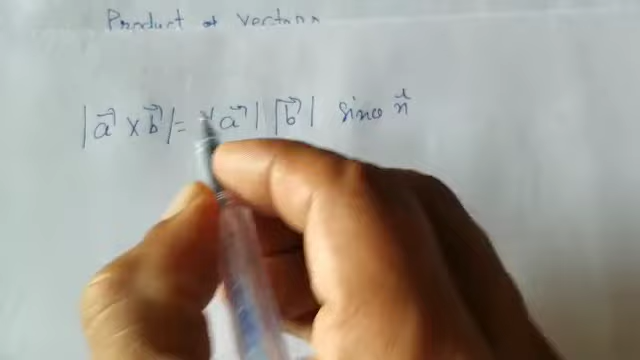 Product of vectors
|a⃗ × b⃗| = |a⃗| |b⃗| sinθ n⃗